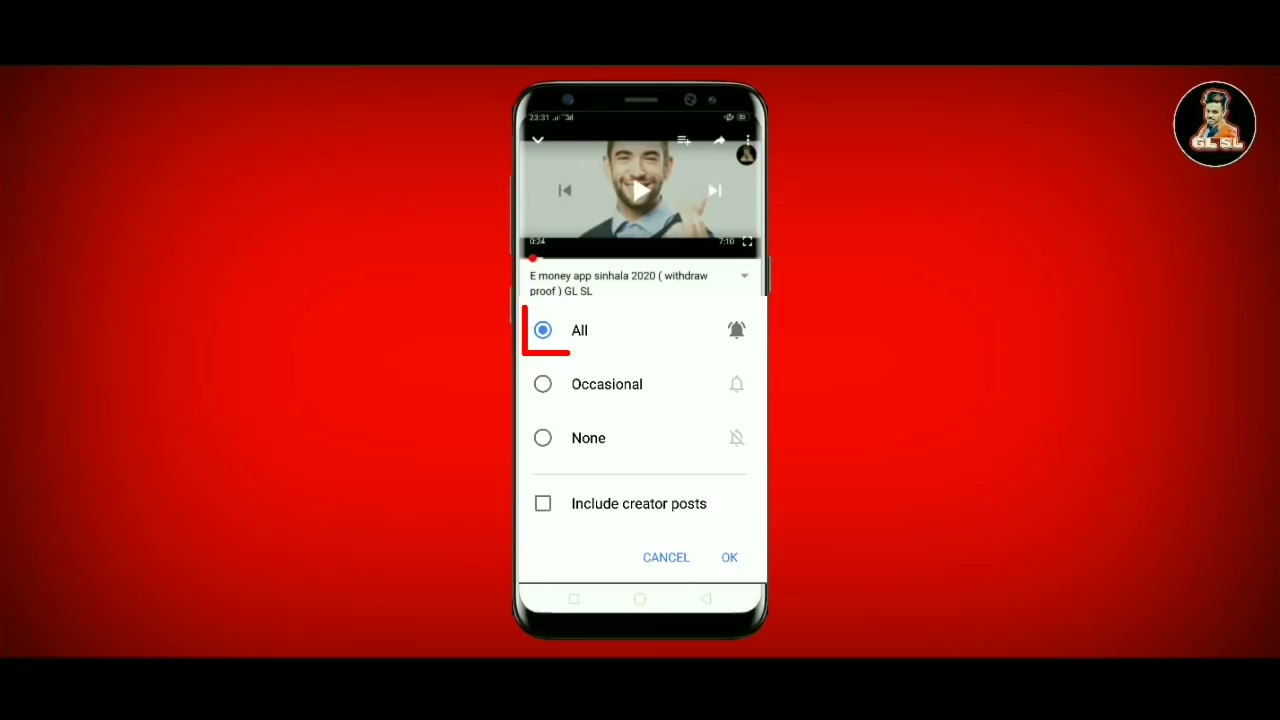 GL SL
23:31
0:24
7:10
E money app sinhala 2020 ( withdraw
proof ) GL SL
All
Occasional
None
Include creator posts
CANCEL OK